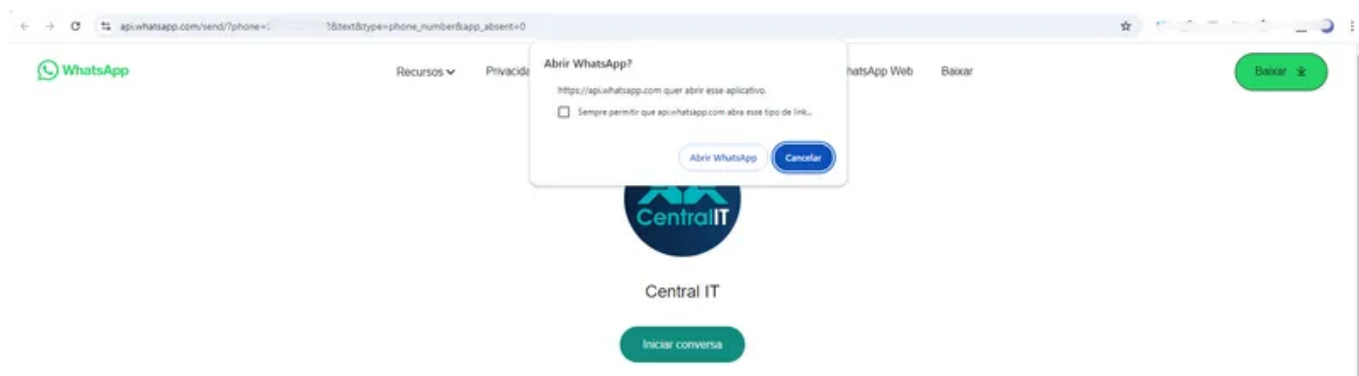 api.whatsapp.com/send/?phone= &text&type=phone_number&app_absent=0
WhatsApp
Recursos
Abrir WhatsApp?
WhatsApp Web
Baixar
Baixar
https://api.whatsapp.com quer abrir esse aplicativo.
Sempre permitir que api.whatsapp.com abra esse tipo de link...
Abrir WhatsApp
Cancelar
CentralIT
Central IT
Iniciar conversa